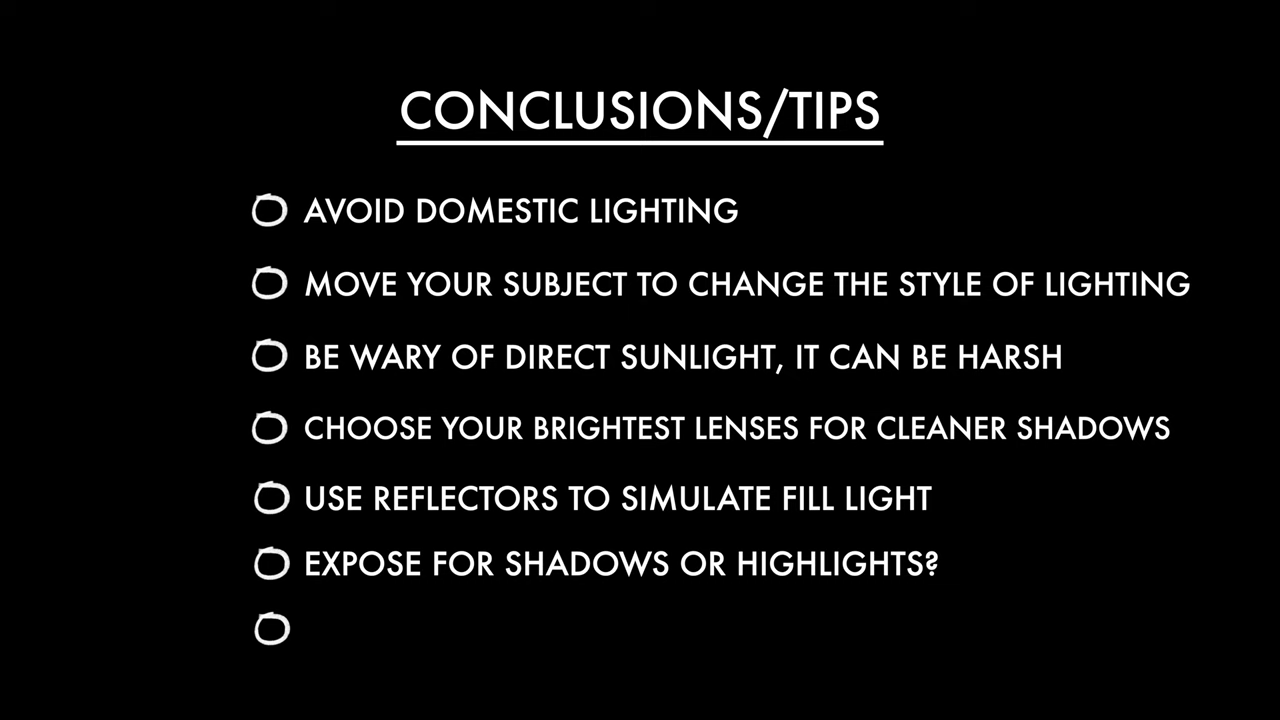 CONCLUSIONS/TIPS
AVOID DOMESTIC LIGHTING
MOVE YOUR SUBJECT TO CHANGE THE STYLE OF LIGHTING
BE WARY OF DIRECT SUNLIGHT, IT CAN BE HARSH
CHOOSE YOUR BRIGHTEST LENSES FOR CLEANER SHADOWS
USE REFLECTORS TO SIMULATE FILL LIGHT
EXPOSE FOR SHADOWS OR HIGHLIGHTS?